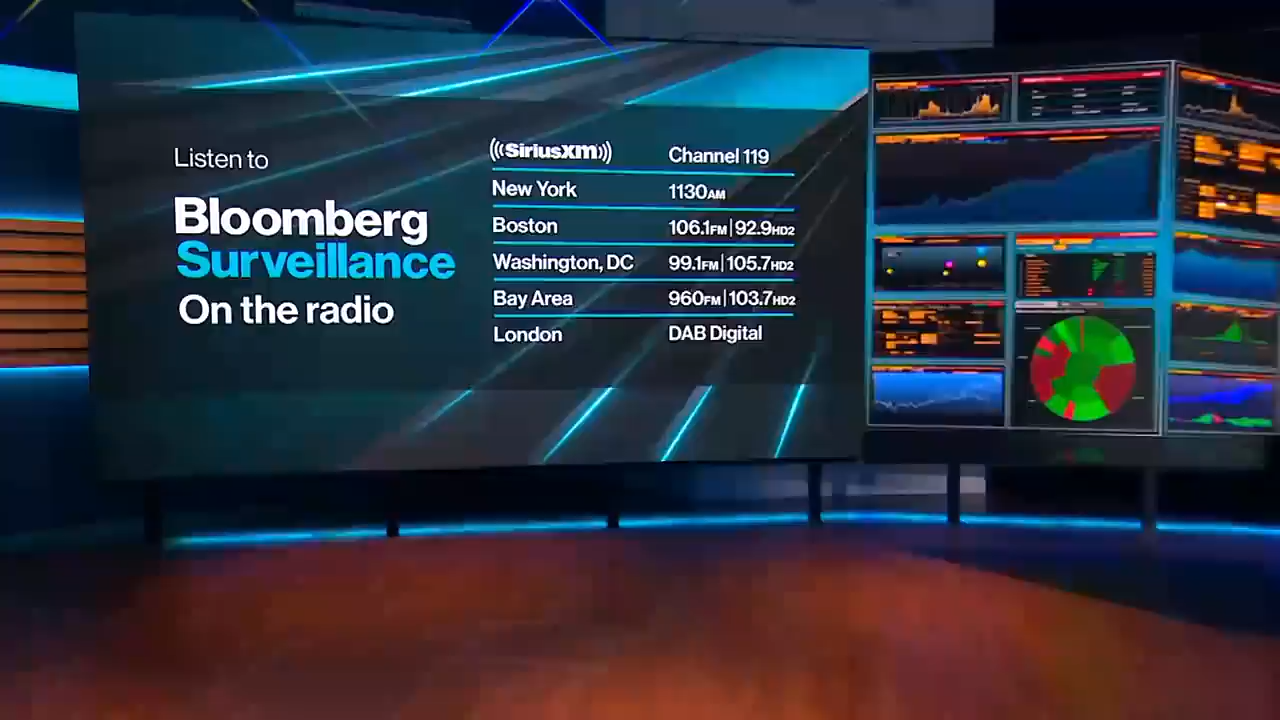 Listen to
Bloomberg
Surveillance
On the radio
((SiriusXM)) Channel 119
New York 1130AM
Boston 106.1FM|92.9HD2
Washington, DC 99.1FM|105.7HD2
Bay Area 960FM|103.7HD2
London DAB Digital